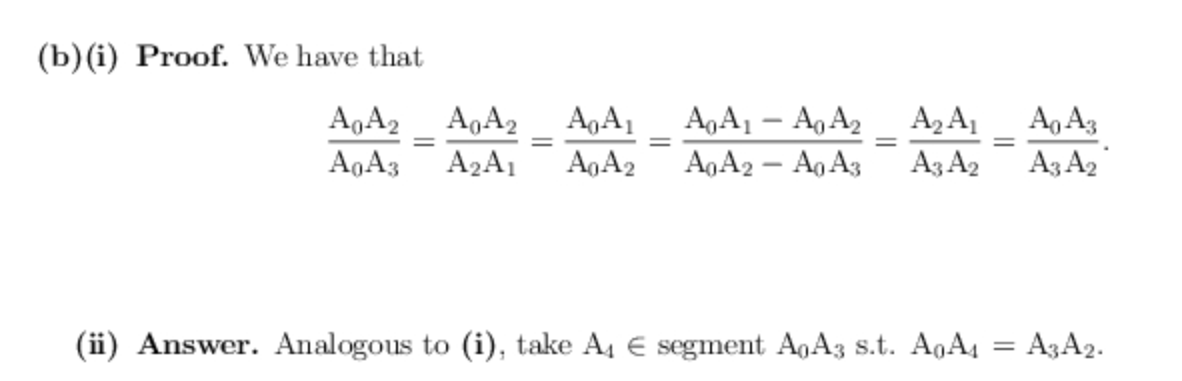 (b)(i) Proof. We have that
A₀A₂/A₀A₃ = A₀A₂/A₂A₁ = A₀A₁/A₀A₂ = (A₀A₁ − A₀A₂)/(A₀A₂ − A₀A₃) = A₂A₁/A₃A₂ = A₀A₃/A₃A₂.
(ii) Answer. Analogous to (i), take A₄ ∈ segment A₀A₃ s.t. A₀A₄ = A₃A₂.